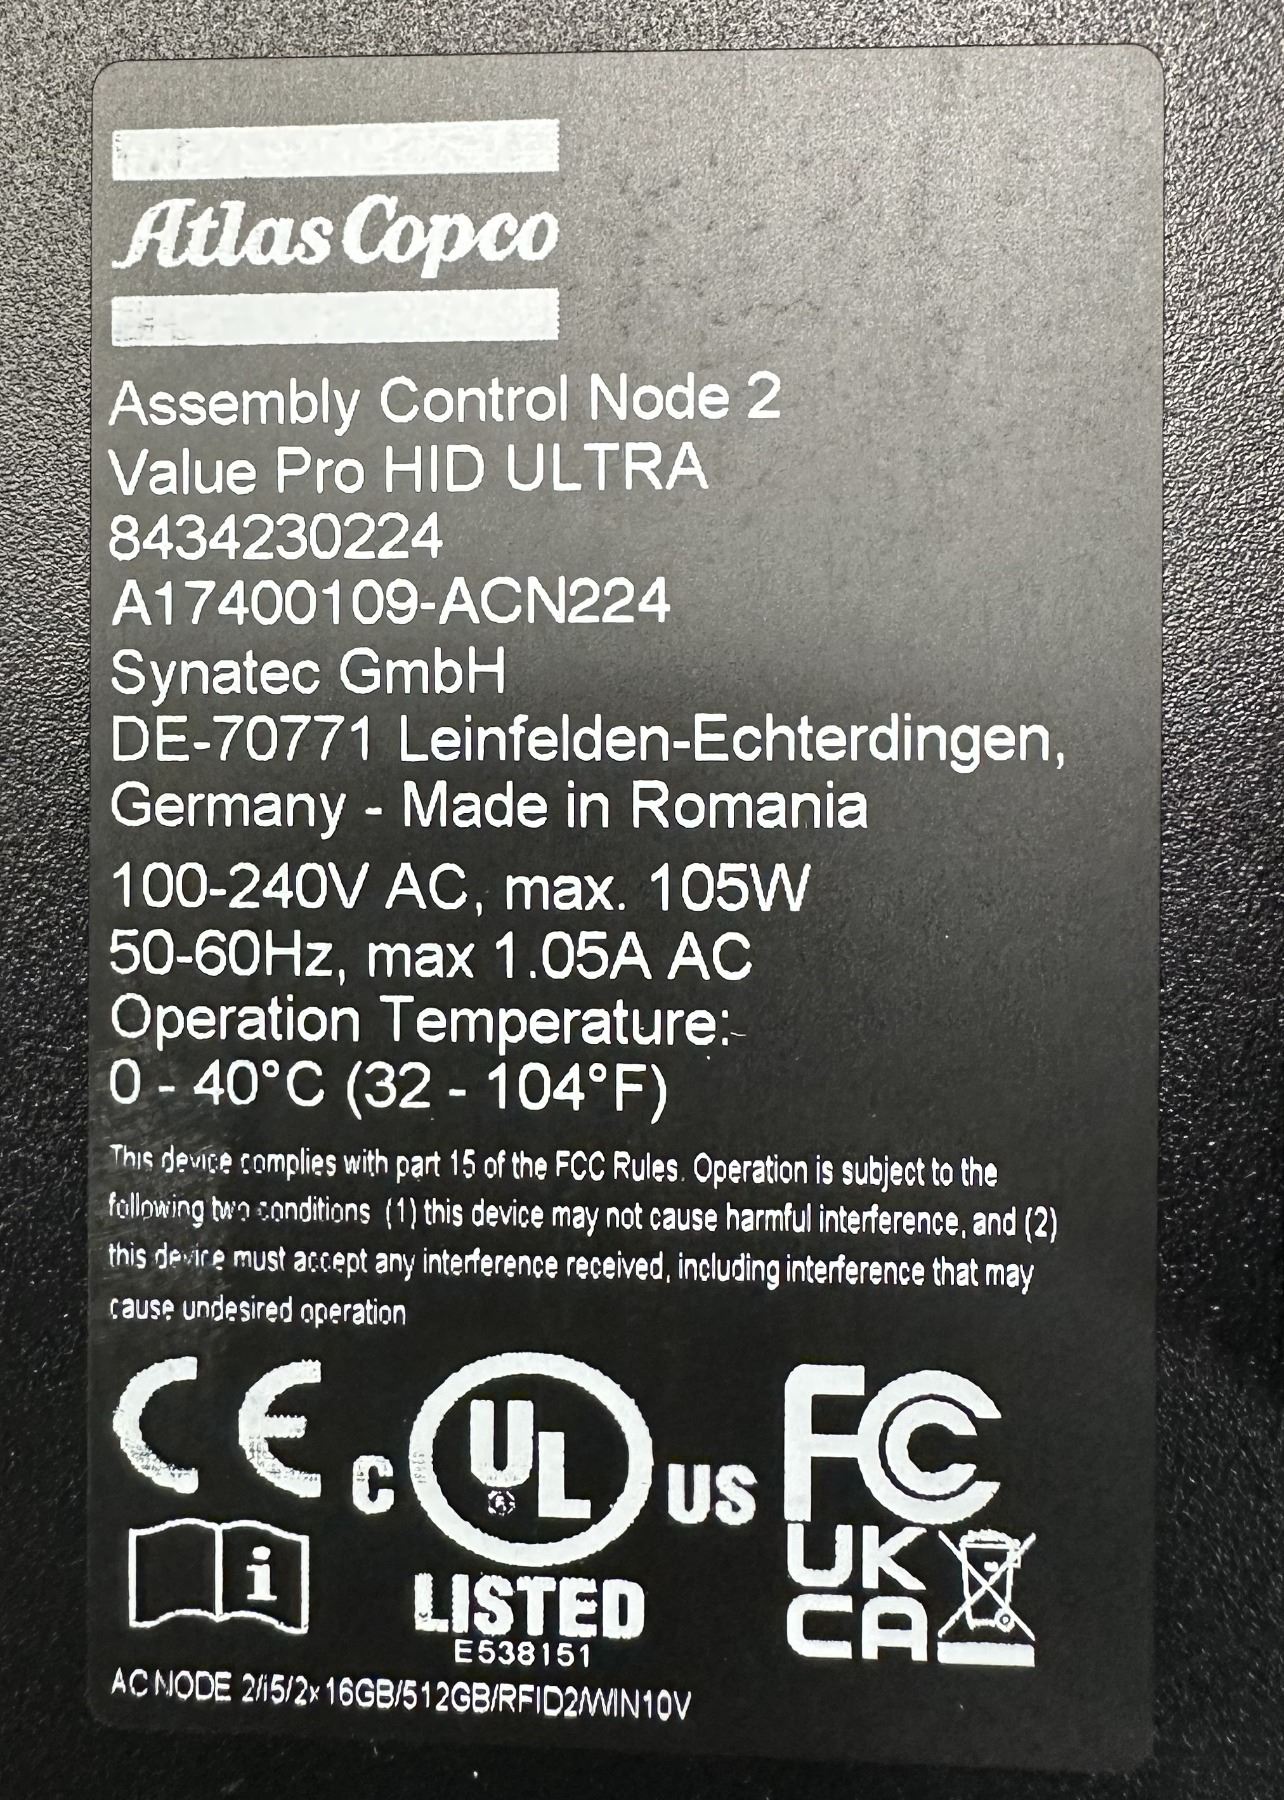 Atlas Copco
Assembly Control Node 2
Value Pro HID ULTRA
8434230224
A17400109-ACN224
Synatec GmbH
DE-70771 Leinfelden-Echterdingen,
Germany - Made in Romania
100-240V AC, max. 105W
50-60Hz, max 1.05A AC
Operation Temperature:
0 - 40°C (32 - 104°F)
This device complies with part 15 of the FCC Rules. Operation is subject to the
following two conditions (1) this device may not cause harmful interference, and (2)
this device must accept any interference received, including interference that may
cause undesired operation
CE
C UL US
LISTED
E538151
FC
UK
CA
i
AC NODE 2/i5/2x16GB/512GB/RFID2/WIN10V